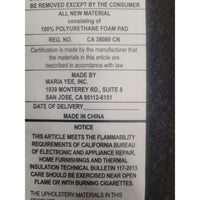 BE REMOVED EXCEPT BY THE CONSUMER
ALL NEW MATERIAL
consisting of
100% POLYURETHANE FOAM PAD
REG. NO. CA 38080 CN
Certification is made by the manufacturer that
the materials in this article are
described in accordance with law
MADE BY
MARIA YEE, INC.
1939 MONTEREY RD., SUITE 8
SAN JOSE, CA 95112-6151
DATE OF DELIVERY
MADE IN CHINA
NOTICE
THIS ARTICLE MEETS THE FLAMMABILITY
REQUIREMENTS OF CALIFORNIA BUREAU
OF ELECTRONIC AND APPLIANCE REPAIR,
HOME FURNISHINGS AND THERMAL
INSULATION TECHNICAL BULLETIN 117-2013.
CARE SHOULD BE EXERCISED NEAR OPEN
FLAME OR WITH BURNING CIGARETTES.
THE UPHOLSTERY MATERIALS IN THIS